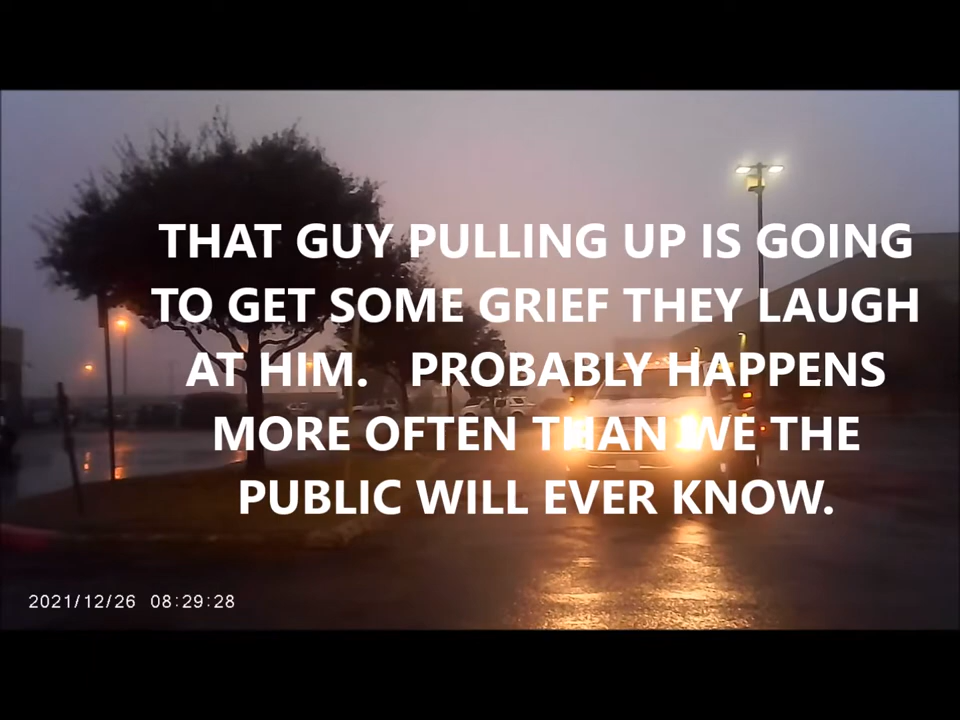 THAT GUY PULLING UP IS GOING
TO GET SOME GRIEF THEY LAUGH
AT HIM. PROBABLY HAPPENS
MORE OFTEN THAN WE THE
PUBLIC WILL EVER KNOW.
2021/12/26 08:29:28